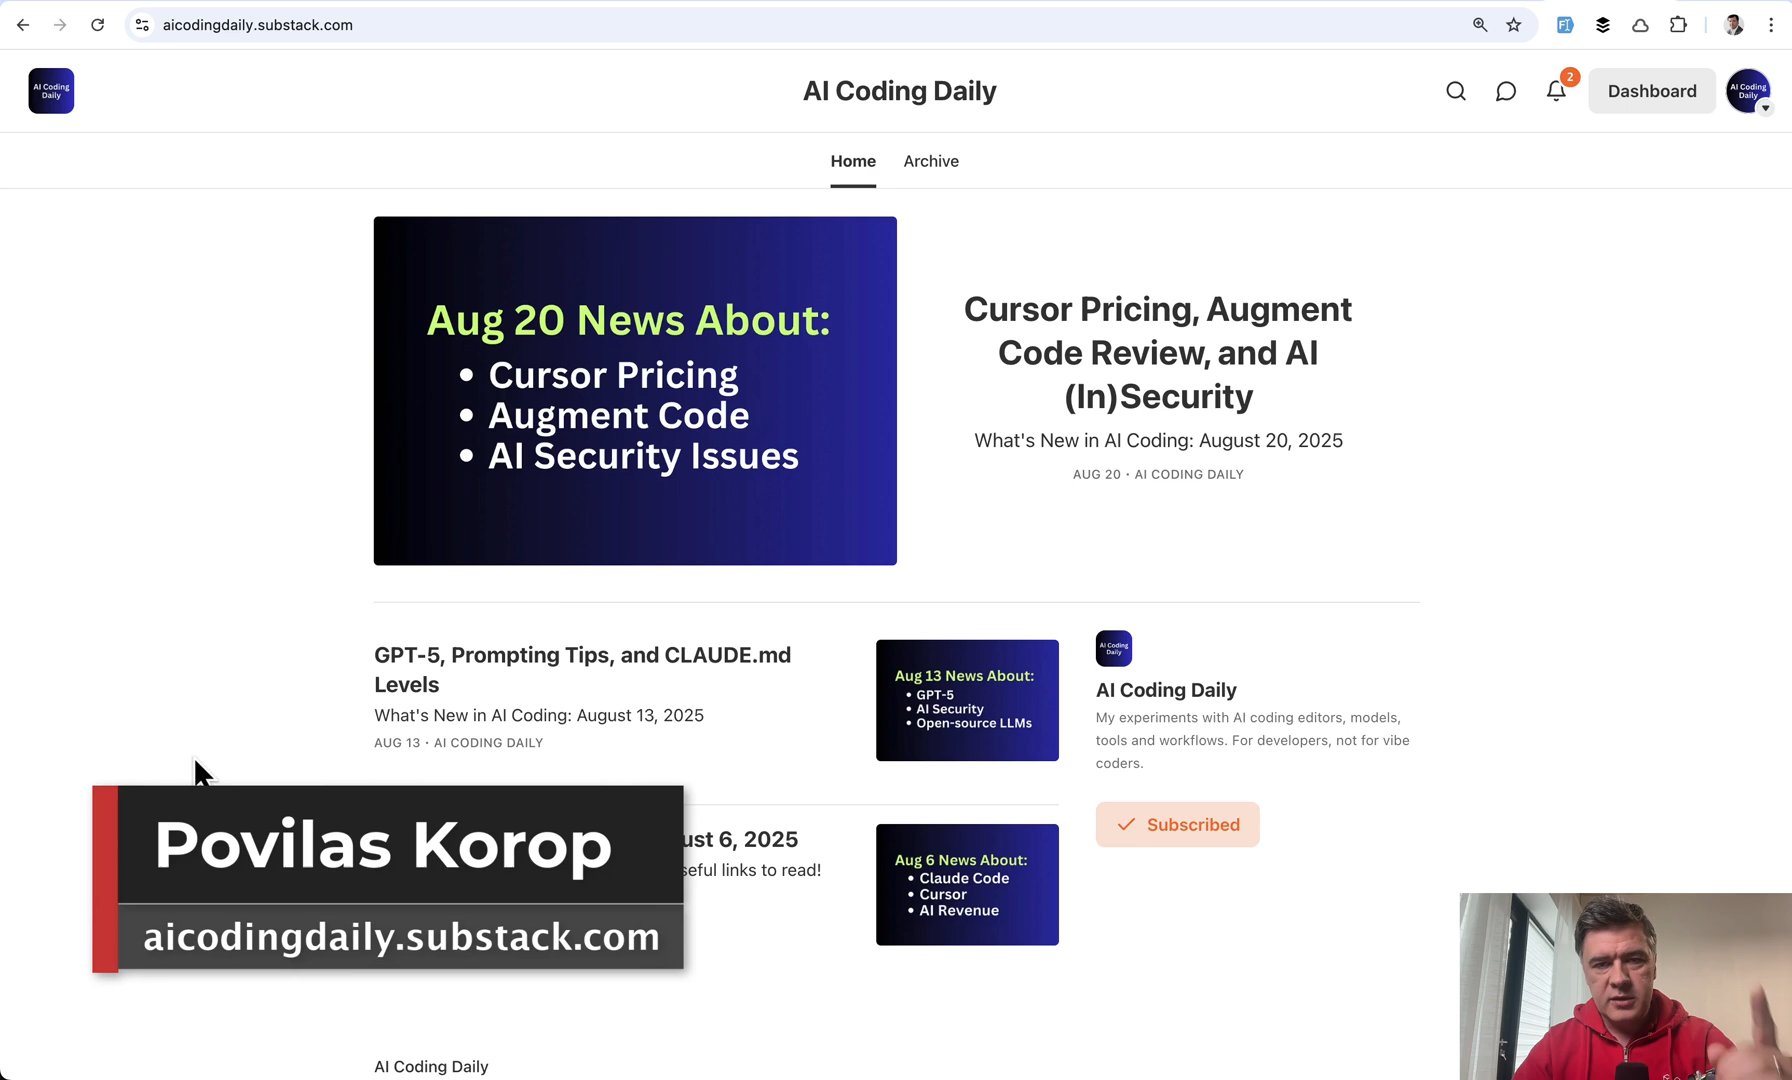 aicodingdaily.substack.com
AI Coding
Daily
AI Coding Daily
2
Dashboard
AI Coding
Daily
Home
Archive
Aug 20 News About:
• Cursor Pricing
• Augment Code
• AI Security Issues
Cursor Pricing, Augment
Code Review, and AI
(In)Security
What's New in AI Coding: August 20, 2025
AUG 20 • AI CODING DAILY
GPT-5, Prompting Tips, and CLAUDE.md
Levels
What's New in AI Coding: August 13, 2025
AUG 13 • AI CODING DAILY
Aug 13 News About:
• GPT-5
• AI Security
• Open-source LLMs
AI Coding
Daily
AI Coding Daily
My experiments with AI coding editors, models,
tools and workflows. For developers, not for vibe
coders.
Subscribed
6, 2025
links to read!
Aug 6 News About:
• Claude Code
• Cursor
• AI Revenue
Povilas Korop
aicodingdaily.substack.com
AI Coding Daily